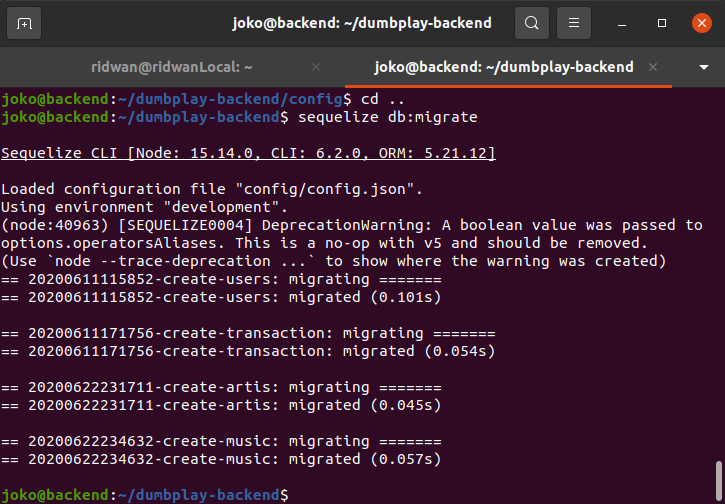 joko@backend: ~/dumbplay-backend
ridwan@ridwanLocal: ~
joko@backend: ~/dumbplay-backend
joko@backend:~/dumbplay-backend/config$ cd ..
joko@backend:~/dumbplay-backend$ sequelize db:migrate
Sequelize CLI [Node: 15.14.0, CLI: 6.2.0, ORM: 5.21.12]
Loaded configuration file "config/config.json".
Using environment "development".
(node:40963) [SEQUELIZE0004] DeprecationWarning: A boolean value was passed to
options.operatorsAliases. This is a no-op with v5 and should be removed.
(Use `node --trace-deprecation ...` to show where the warning was created)
== 20200611115852-create-users: migrating =======
== 20200611115852-create-users: migrated (0.101s)
== 20200611171756-create-transaction: migrating =======
== 20200611171756-create-transaction: migrated (0.054s)
== 20200622231711-create-artis: migrating =======
== 20200622231711-create-artis: migrated (0.045s)
== 20200622234632-create-music: migrating =======
== 20200622234632-create-music: migrated (0.057s)
joko@backend:~/dumbplay-backend$